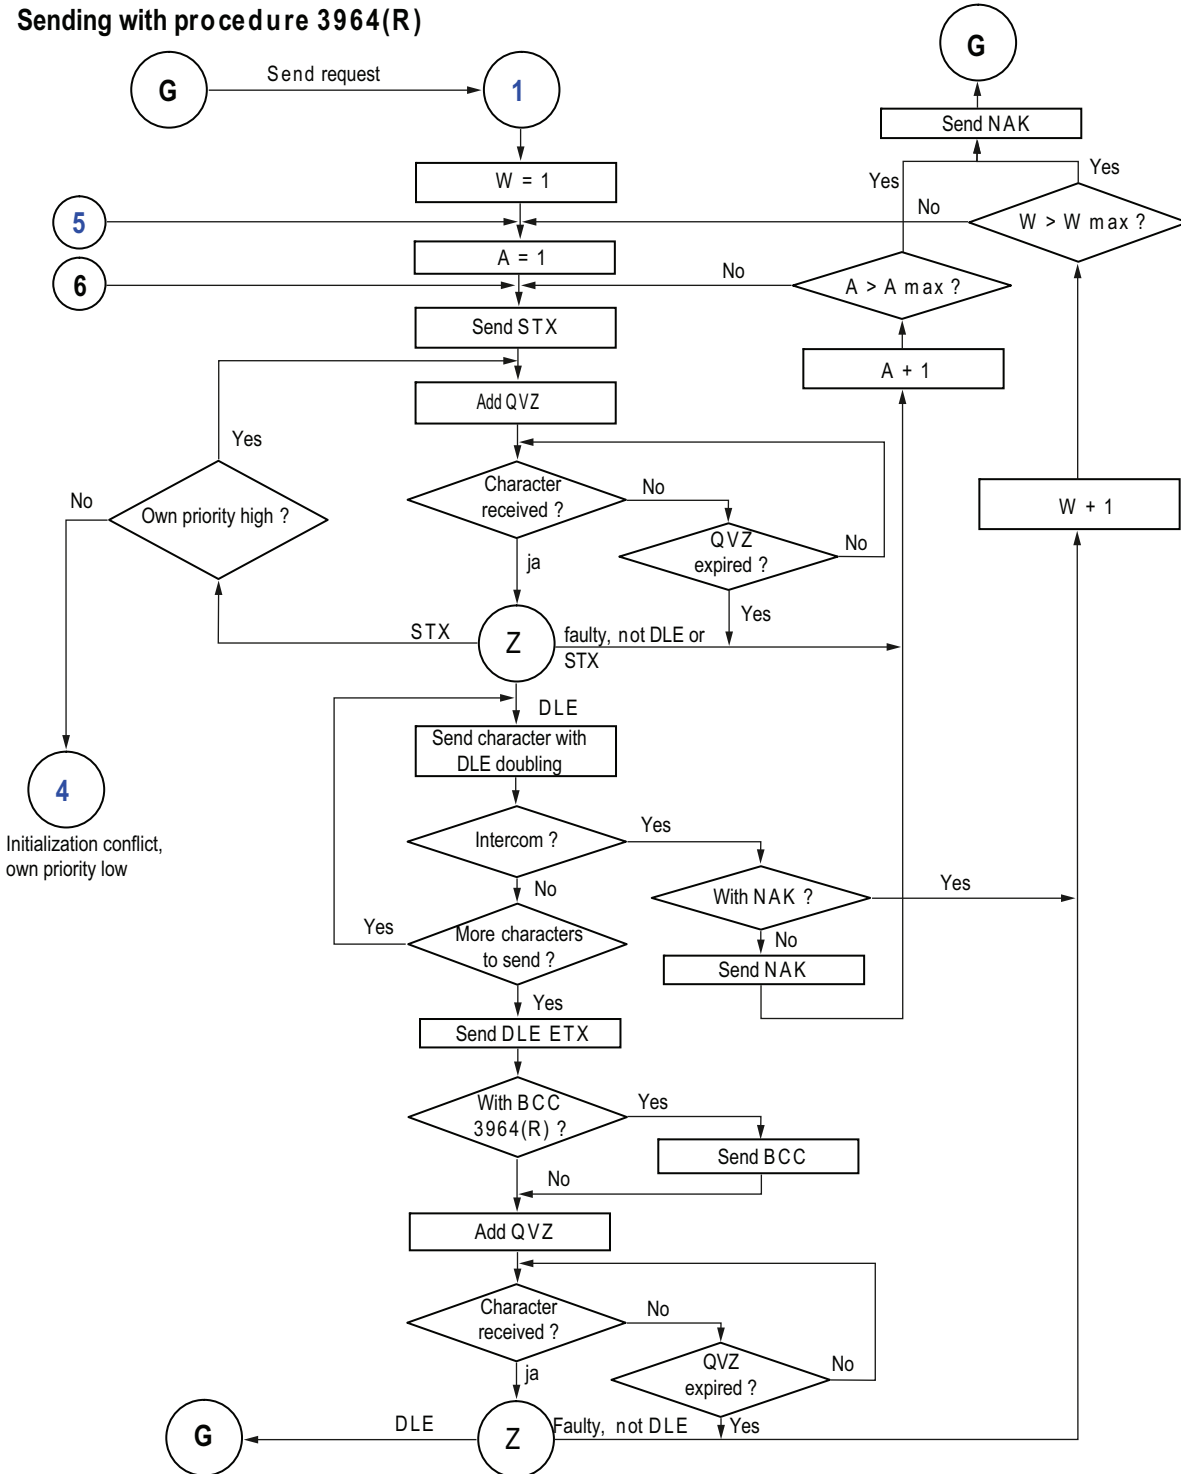 Sending with procedure 3964(R)
G
G
Send request
1
Send NAK
W = 1
Yes
Yes
5
No
W > W max ?
A = 1
6
No
A > A max ?
Send STX
A + 1
Add QVZ
Yes
Character
received ?
No
No
Own priority high ?
W + 1
QVZ
expired ?
No
ja
Yes
STX
Z
faulty, not DLE or
STX
DLE
Send character with
DLE doubling
4
Initialization conflict,
own priority low
Intercom ?
Yes
No
With NAK ?
Yes
Yes
More characters
to send ?
No
Send NAK
Yes
Send DLE ETX
With BCC
3964(R) ?
Yes
Send BCC
No
Add QVZ
Character
received ?
No
QVZ
expired ?
No
ja
G
DLE
Z
Faulty, not DLE
Yes